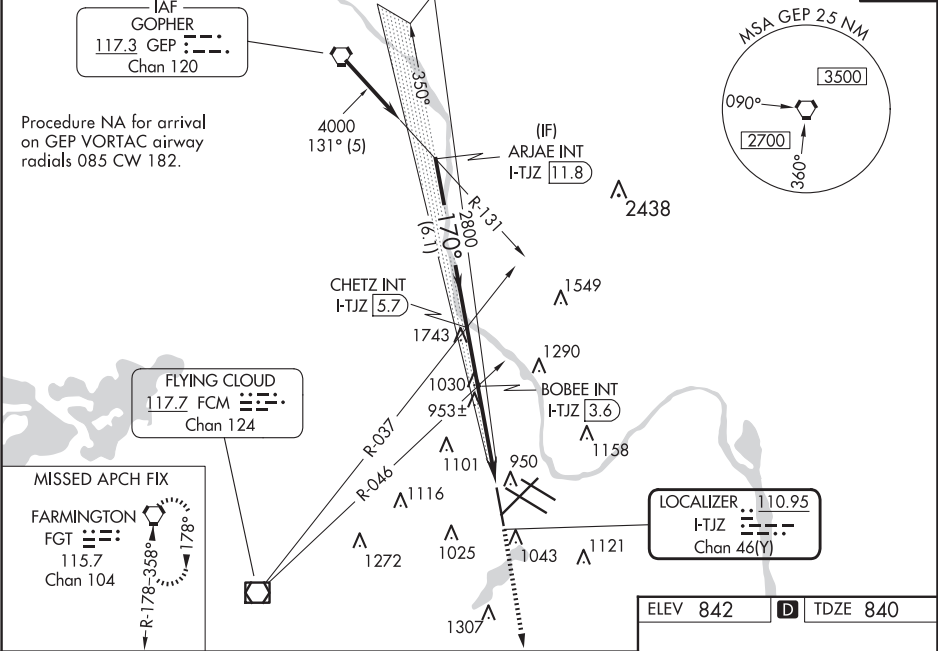 IAF
GOPHER
117.3 GEP
Chan 120
Procedure NA for arrival
on GEP VORTAC airway
radials 085 CW 182.
4000
131° (5)
350°
(IF)
ARJAE INT
I-TJZ 11.8
R-131
2800
170°
(6.1)
MSA GEP 25 NM
3500
090°
2700
360°
2438
CHETZ INT
I-TJZ 5.7
1743
1549
1290
1030
953±
BOBEE INT
I-TJZ 3.6
FLYING CLOUD
117.7 FCM
Chan 124
R-037
R-046
1101
950
1158
1116
1272
1025
1043
1121
1307
LOCALIZER 110.95
I-TJZ
Chan 46(Y)
MISSED APCH FIX
FARMINGTON
FGT
115.7
Chan 104
178°
R-178-358°
ELEV 842 D TDZE 840